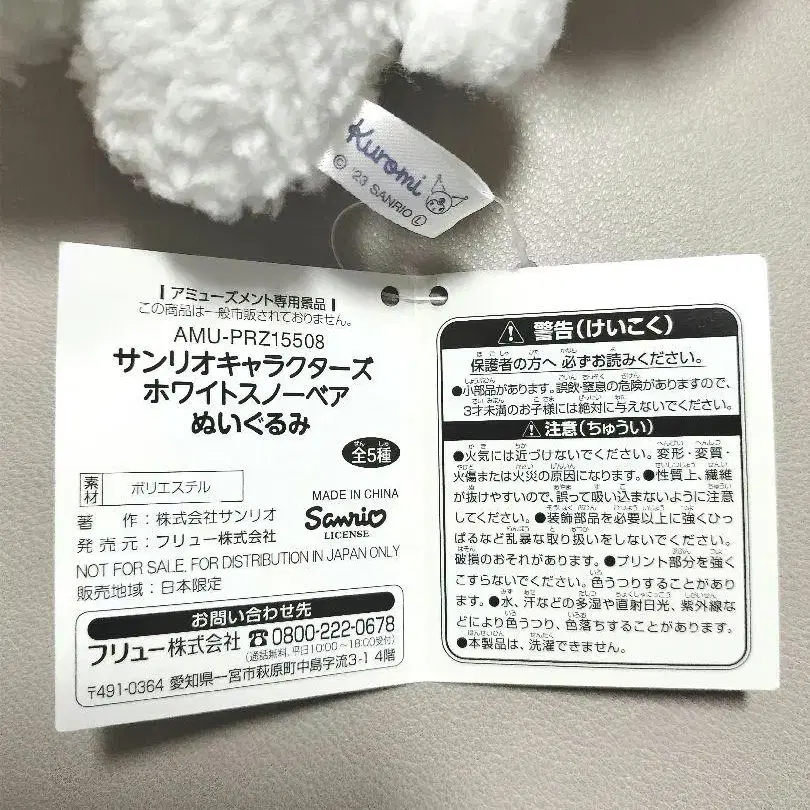 Kuromi
© '23 SANRIO Ⓛ
アミューズメント専用景品
この商品は一般市販されておりません。
AMU-PRZ15508
サンリオキャラクターズ
ホワイトスノーベア
ぬいぐるみ
全5種
素材 ポリエステル
MADE IN CHINA
著 作:株式会社サンリオ
Sanrio
LICENSE
発 売 元:フリュー株式会社
NOT FOR SALE. FOR DISTRIBUTION IN JAPAN ONLY
販売地域:日本限定
お問い合わせ先
フリュー株式会社 ☎0800-222-0678
(通話無料、平日10:00~18:00受付)
〒491-0364 愛知県一宮市萩原町中島字流3-1 4階
⚠ 警告(けいこく)
保護者の方へ 必ずお読みください。
●小部品があります。誤飲・窒息の危険がありますので、
3才未満のお子様には絶対に与えないでください。
⚠ 注意(ちゅうい)
●火気には近づけないでください。変形・変質・
火傷または火災の原因になります。●性質上、繊維
が抜けやすいので、誤って吸い込まないように注意
してください。●装飾部品を必要以上に強くひっ
ぱるなど乱暴な取り扱いをしないでください。
破損のおそれがあります。●プリント部分を強く
こすらないでください。色うつりすることがあり
ます。●水、汗などの多湿や直射日光、紫外線な
どにより色うつり、色落ちすることがあります。
●本製品は、洗濯できません。